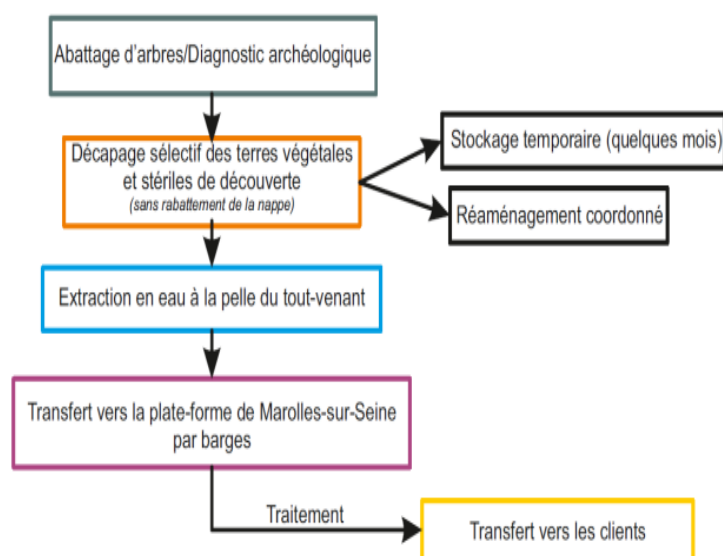 Abattage d'arbres/Diagnostic archéologique
Décapage sélectif des terres végétales
et stériles de découverte
(sans rabattement de la nappe)
Stockage temporaire (quelques mois)
Réaménagement coordonné
Extraction en eau à la pelle du tout-venant
Transfert vers la plate-forme de Marolles-sur-Seine
par barges
Traitement
Transfert vers les clients